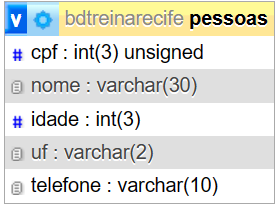 v bdtreinarecife pessoas
cpf : int(3) unsigned
nome : varchar(30)
idade : int(3)
uf : varchar(2)
telefone : varchar(10)